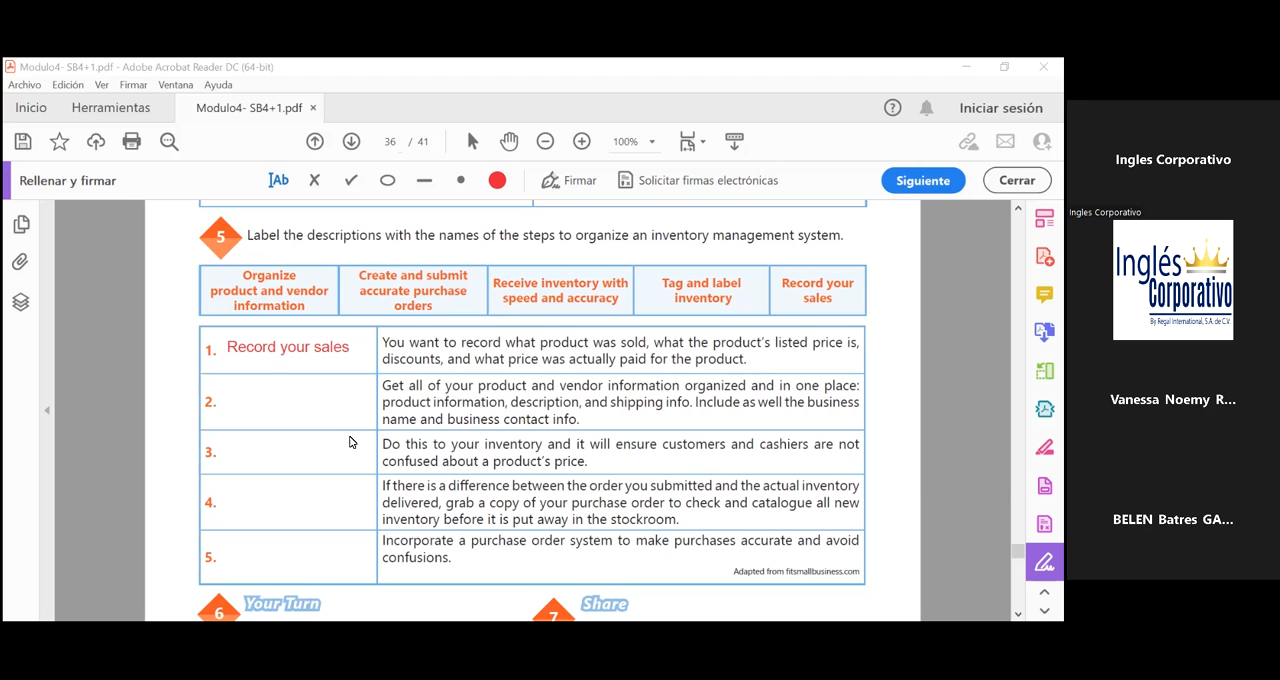 Modulo4- SB4+1.pdf - Adobe Acrobat Reader DC (64-bit)
Archivo Edición Ver Firmar Ventana Ayuda
Inicio Herramientas Modulo4- SB4+1.pdf × Iniciar sesión
36 / 41 100%
Rellenar y firmar Ab Firmar Solicitar firmas electrónicas Siguiente Cerrar
5 Label the descriptions with the names of the steps to organize an inventory management system.
Organize
product and vendor
information
Create and submit
accurate purchase
orders
Receive inventory with
speed and accuracy
Tag and label
inventory
Record your
sales
1. Record your sales
You want to record what product was sold, what the product's listed price is,
discounts, and what price was actually paid for the product.
2.
Get all of your product and vendor information organized and in one place:
product information, description, and shipping info. Include as well the business
name and business contact info.
3.
Do this to your inventory and it will ensure customers and cashiers are not
confused about a product's price.
4.
If there is a difference between the order you submitted and the actual inventory
delivered, grab a copy of your purchase order to check and catalogue all new
inventory before it is put away in the stockroom.
5.
Incorporate a purchase order system to make purchases accurate and avoid
confusions.
Adapted from fitsmallbusiness.com
6 Your Turn
7 Share
Ingles Corporativo
Ingles Corporativo
Inglés
Corporativo
By Regal International, S.A. de C.V.
Vanessa Noemy R...
BELEN Batres GA...